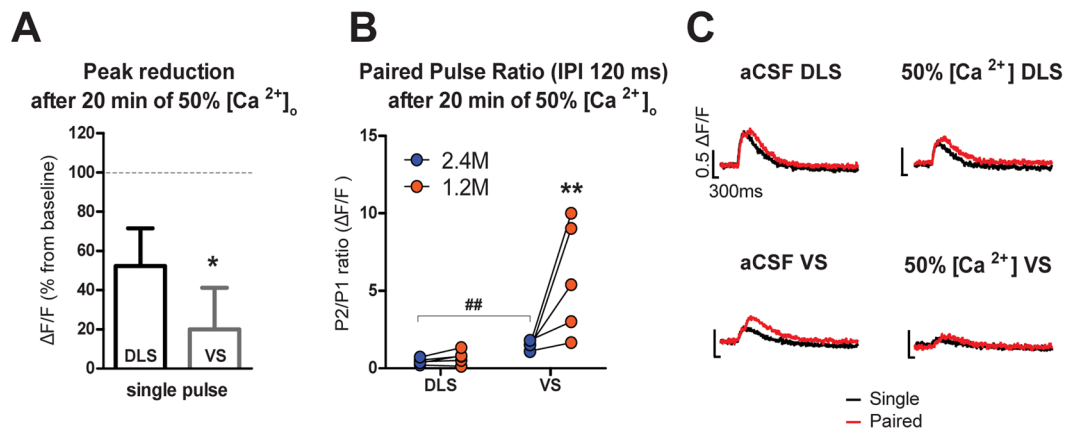 A
Peak reduction
after 20 min of 50% [Ca 2+]o
ΔF/F (% from baseline)
120
100
80
60
40
20
0
*
DLS
VS
single pulse
B
Paired Pulse Ratio (IPI 120 ms)
after 20 min of 50% [Ca 2+]o
P2/P1 ratio (ΔF/F )
15
10
5
0
2.4M
1.2M
**
##
DLS
VS
C
aCSF DLS
50% [Ca 2+] DLS
0.5 ΔF/F
300ms
aCSF VS
50% [Ca 2+] VS
Single
Paired